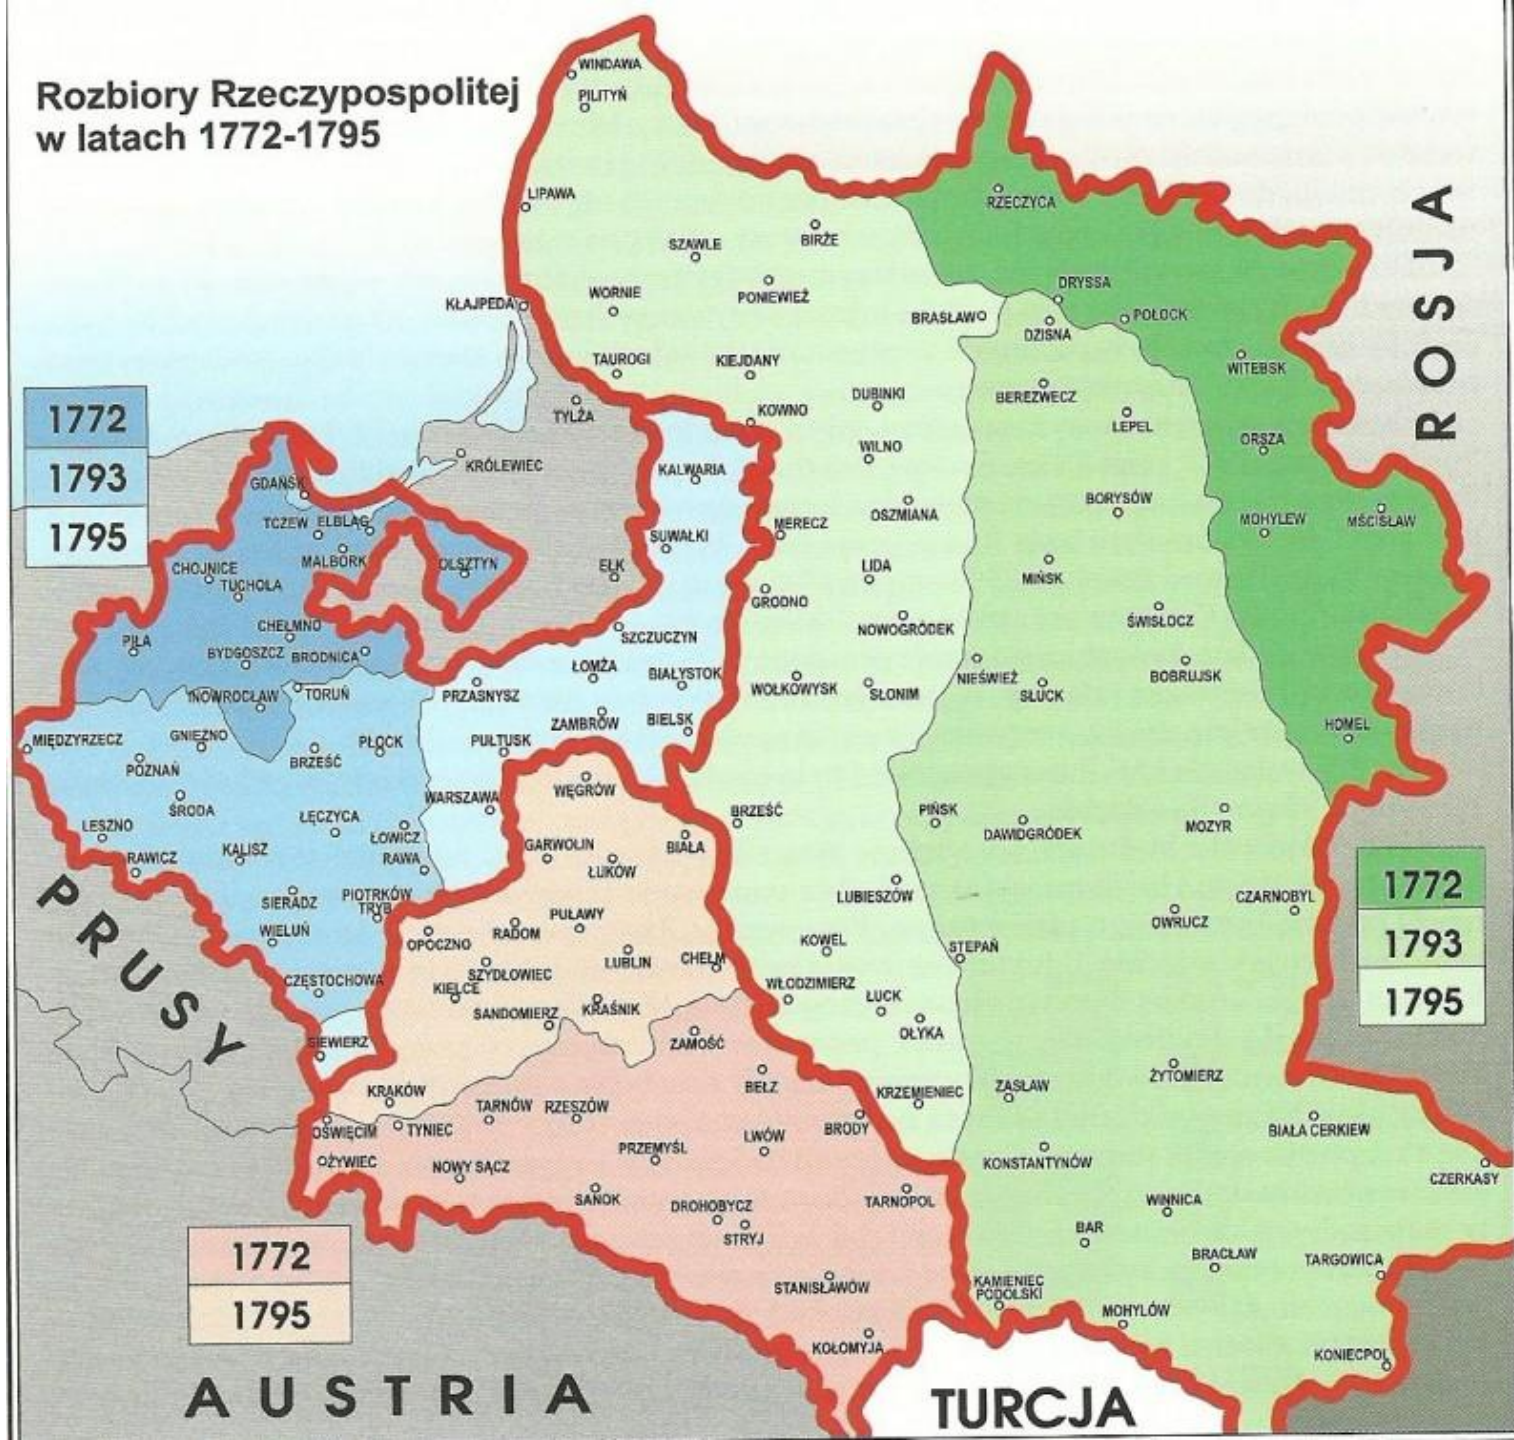 Rozbiory Rzeczypospolitej
w latach 1772-1795
WINDAWA
PILITYŃ
LIPAWA
RZECZYCA
SZAWLE
BIRŻE
DRYSSA
WORNIE
PONIEWIEŻ
KŁAJPEDA
BRASŁAW
POŁOCK
DZISNA
ROSJA
TAUROGI
KIEJDANY
WITEBSK
DUBINKI
BEREZWECZ
TYLŻA
KOWNO
LEPEL
1772
1793
1795
KRÓLEWIEC
KALWARIA
WILNO
ORSZA
GDAŃSK
BORYSÓW
OSZMIANA
TCZEW
ELBLĄG
MERECZ
MOHYLEW
MŚCISŁAW
SUWAŁKI
MALBORK
OLSZTYN
EŁK
CHOJNICE
TUCHOLA
LIDA
MIŃSK
GRODNO
CHEŁMNO
NOWOGRÓDEK
ŚWISŁOCZ
SZCZUCZYN
PIŁA
BYDGOSZCZ
BRODNICA
ŁOMŻA
BIAŁYSTOK
NIEŚWIEŻ
BOBRUJSK
INOWROCŁAW
TORUŃ
PRZASNYSZ
WOŁKOWYSK
SŁONIM
SŁUCK
ZAMBRÓW
BIELSK
HOMEL
MIĘDZYRZECZ
GNIEZNO
PŁOCK
PUŁTUSK
POZNAŃ
BRZEŚĆ
WĘGRÓW
WARSZAWA
ŚRODA
ŁĘCZYCA
BRZEŚĆ
PIŃSK
DAWIDGRÓDEK
MOZYR
LESZNO
ŁOWICZ
GARWOLIN
BIAŁA
RAWICZ
KALISZ
RAWA
ŁUKÓW
SIERADZ
PIOTRKÓW
TRYB.
PUŁAWY
LUBIESZÓW
CZARNOBYL
1772
1793
1795
WIELUŃ
OPOCZNO
RADOM
KOWEL
STEPAŃ
OWRUCZ
LUBLIN
CHEŁM
CZĘSTOCHOWA
SZYDŁOWIEC
KIELCE
WŁODZIMIERZ
ŁUCK
PRUSY
SANDOMIERZ
KRAŚNIK
OŁYKA
SIEWIERZ
ZAMOŚĆ
ŻYTOMIERZ
KRAKÓW
BEŁZ
KRZEMIENIEC
ZASŁAW
TARNÓW
RZESZÓW
OŚWIĘCIM
TYNIEC
LWÓW
BRODY
BIAŁA CERKIEW
ŻYWIEC
NOWY SĄCZ
PRZEMYŚL
KONSTANTYNÓW
CZERKASY
SANOK
DROHOBYCZ
TARNOPOL
WINNICA
STRYJ
BAR
1772
1795
BRACŁAW
TARGOWICA
STANISŁAWÓW
KAMIENIEC
PODOLSKI
MOHYLÓW
KOŁOMYJA
KONIECPOL
AUSTRIA
TURCJA